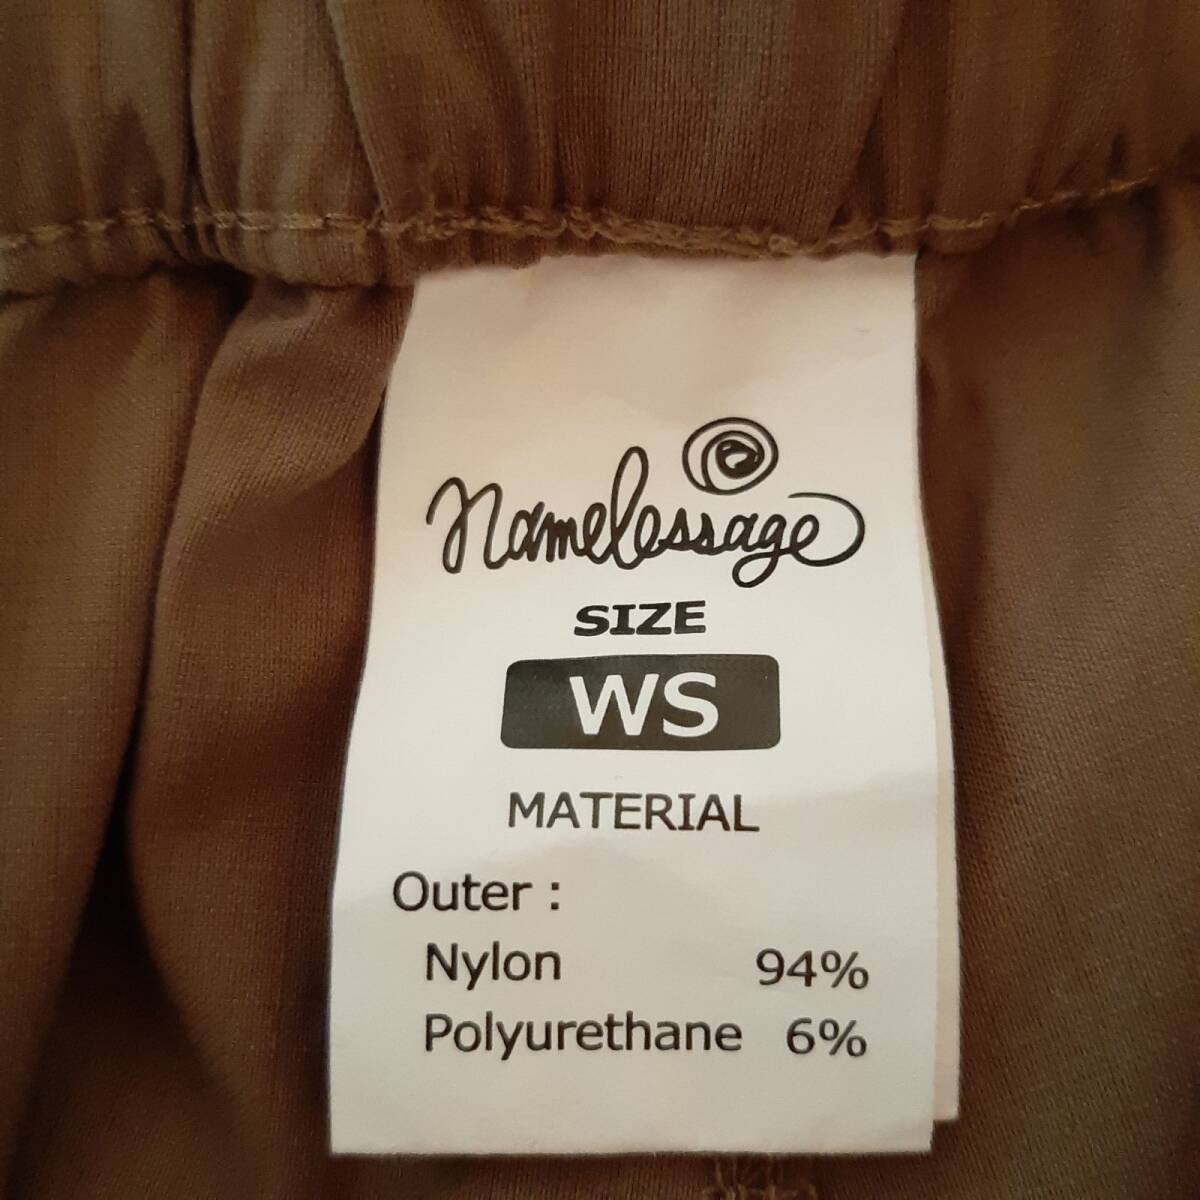 Namelessage
SIZE
WS
MATERIAL
Outer :
Nylon 94%
Polyurethane 6%